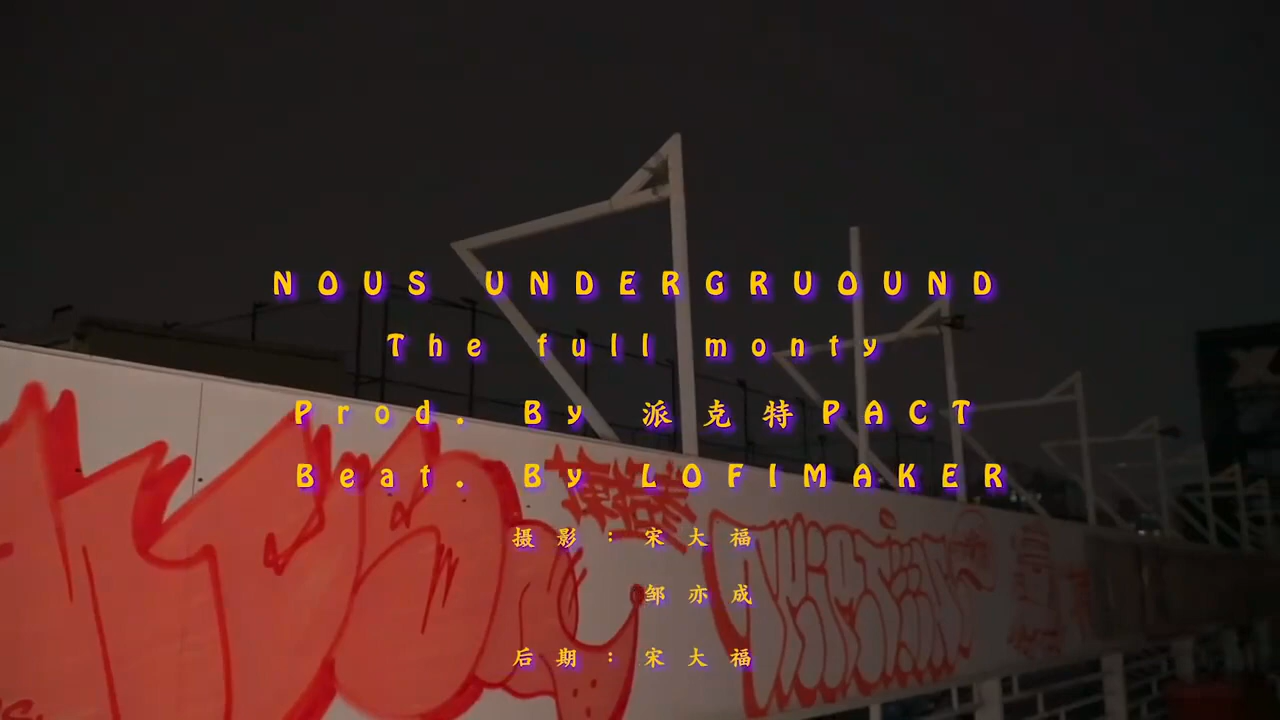 NOUS UNDERGRUOUND
The full monty
Prod. By 派克特PACT
Beat. By LOFIMAKER
摄影：宋大福
邹亦成
后期：宋大福